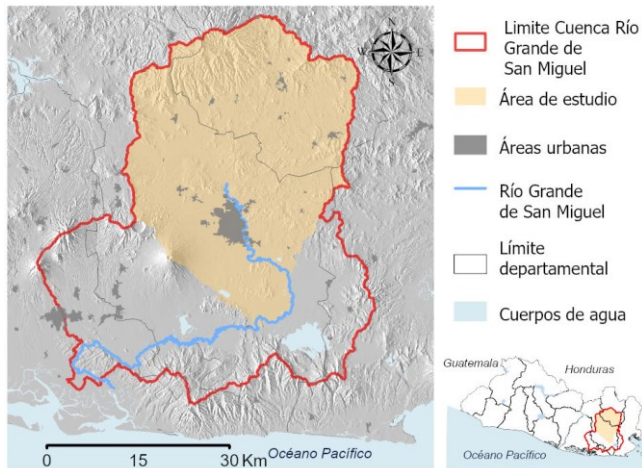 N
W
E
S
Limite Cuenca Río
Grande de
San Miguel
Área de estudio
Áreas urbanas
Río Grande
de San Miguel
Límite
departamental
Cuerpos de agua
0 15 30 Km
Océano Pacífico
Guatemala
Honduras
Océano Pacífico